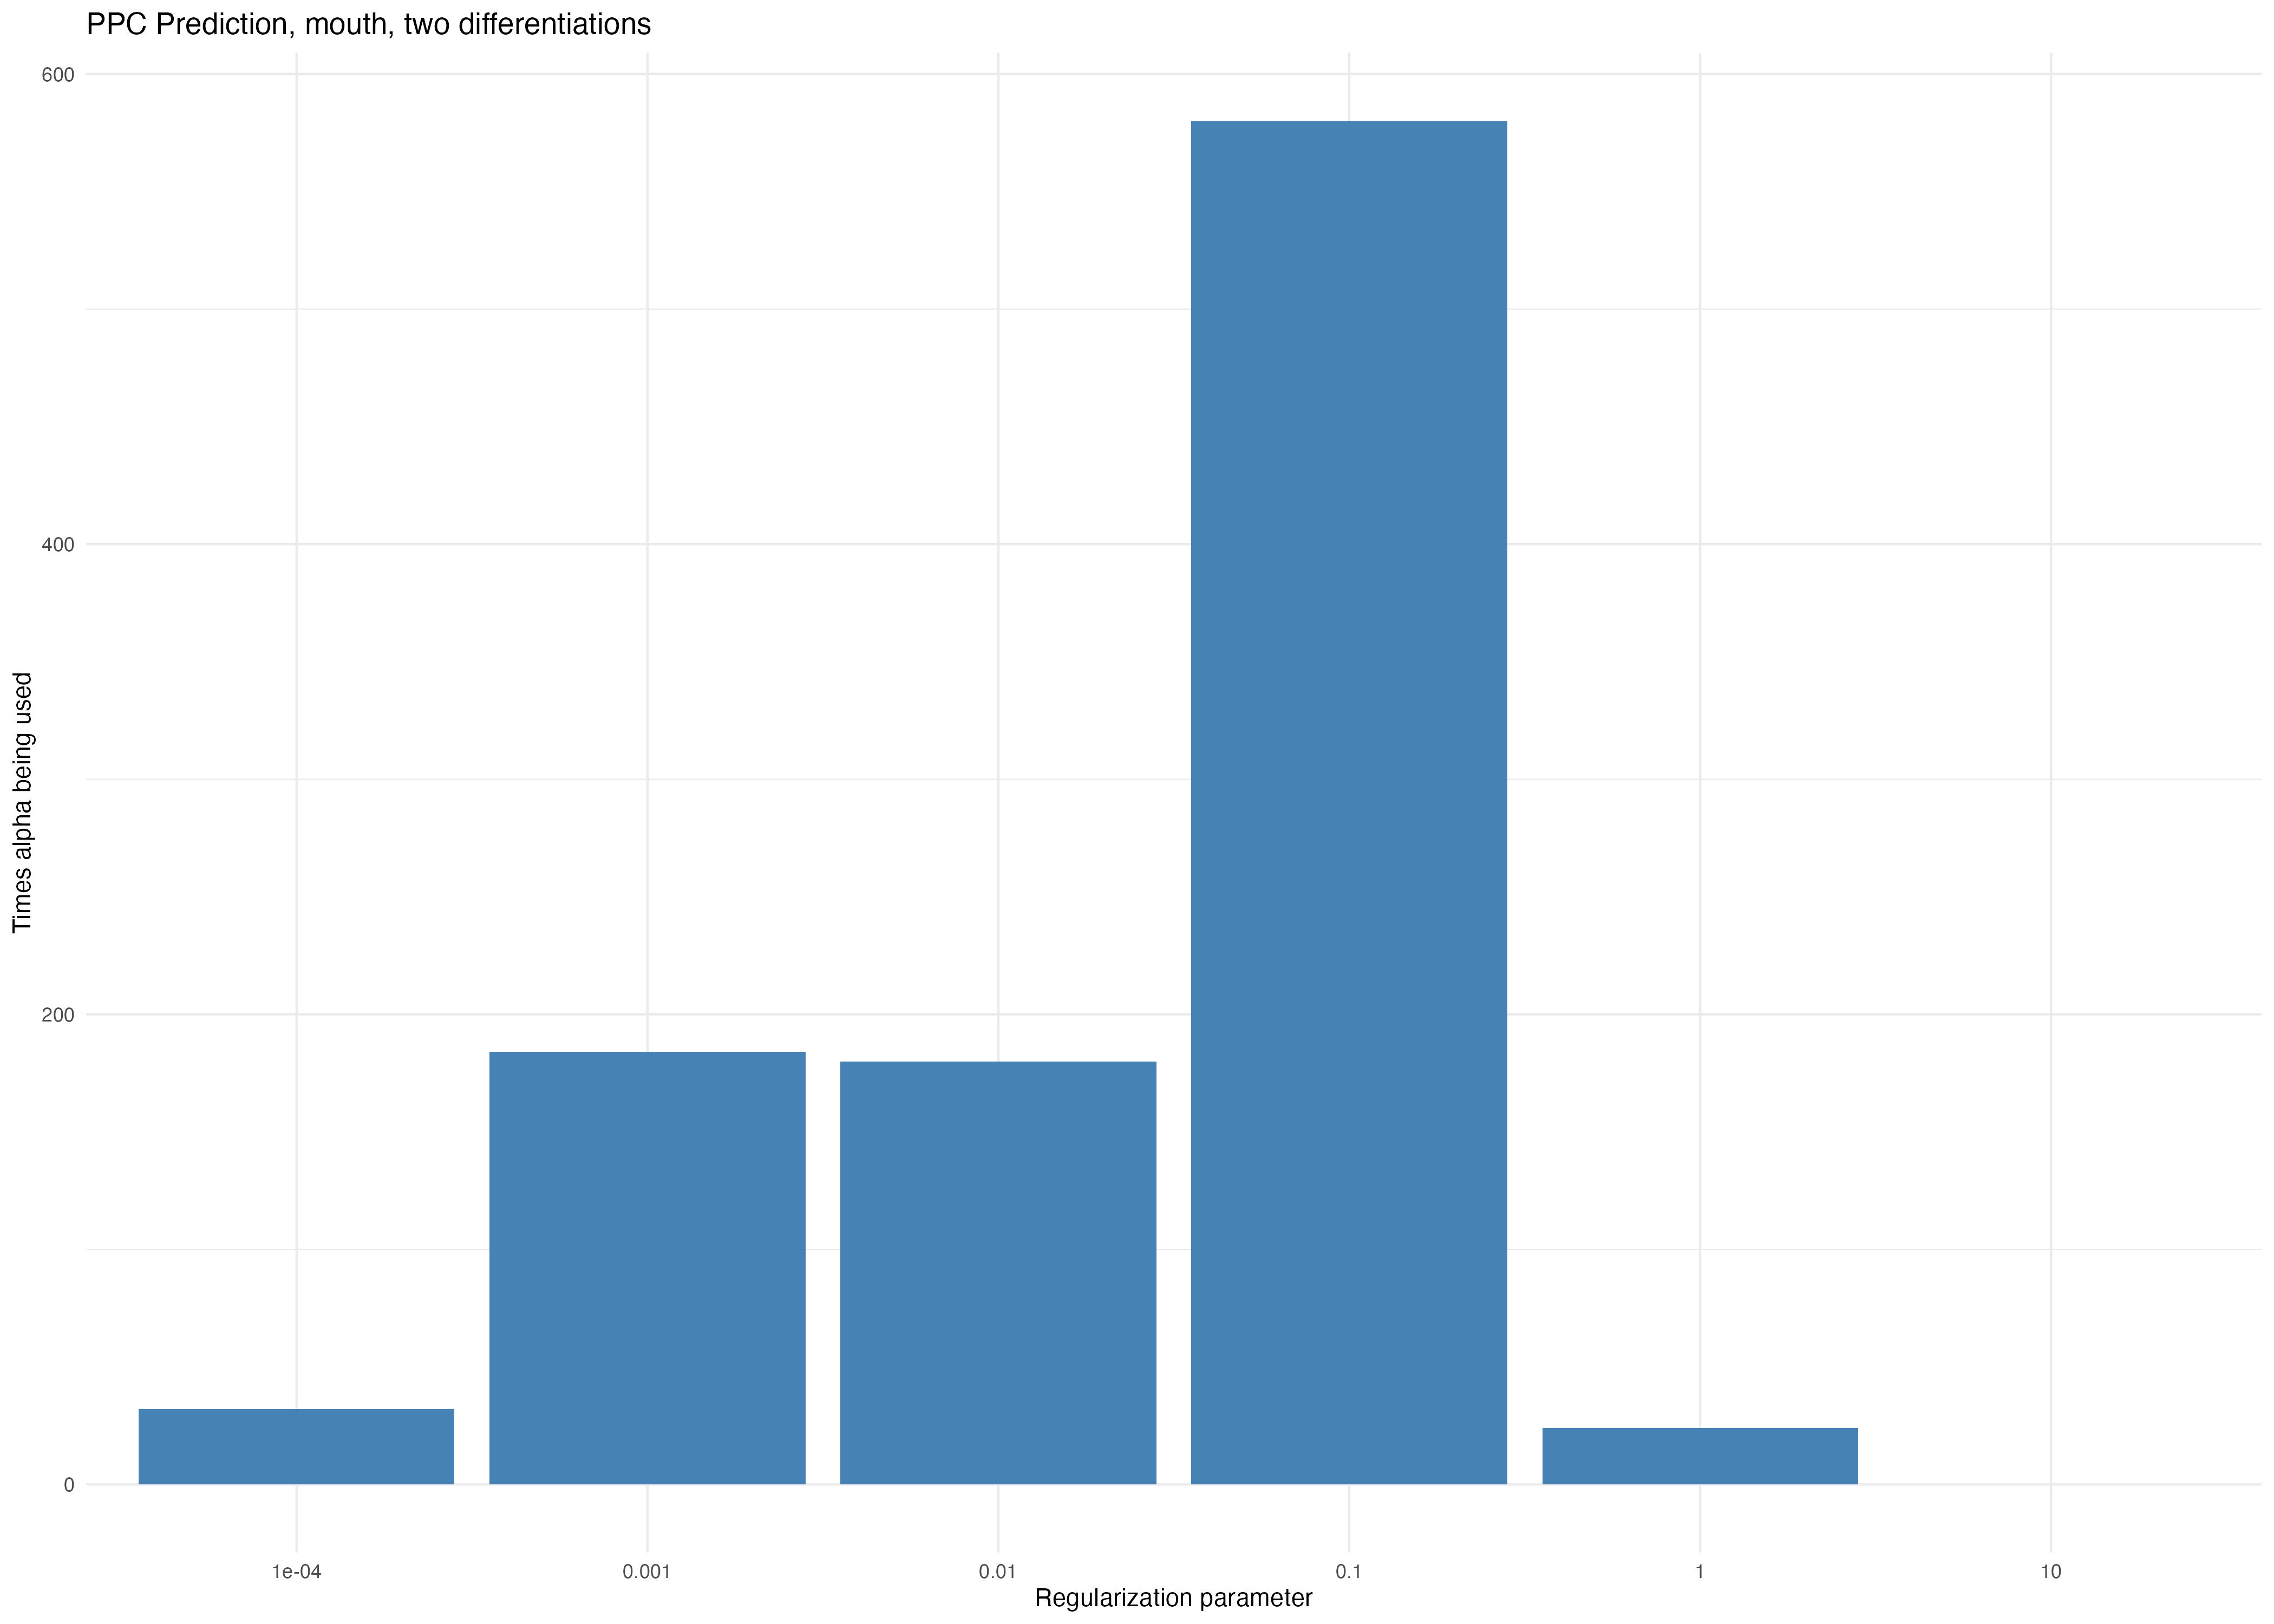 PPC Prediction, mouth, two differentiations
600
400
200
0
Times alpha being used
1e-04 0.001 0.01 0.1 1 10
Regularization parameter